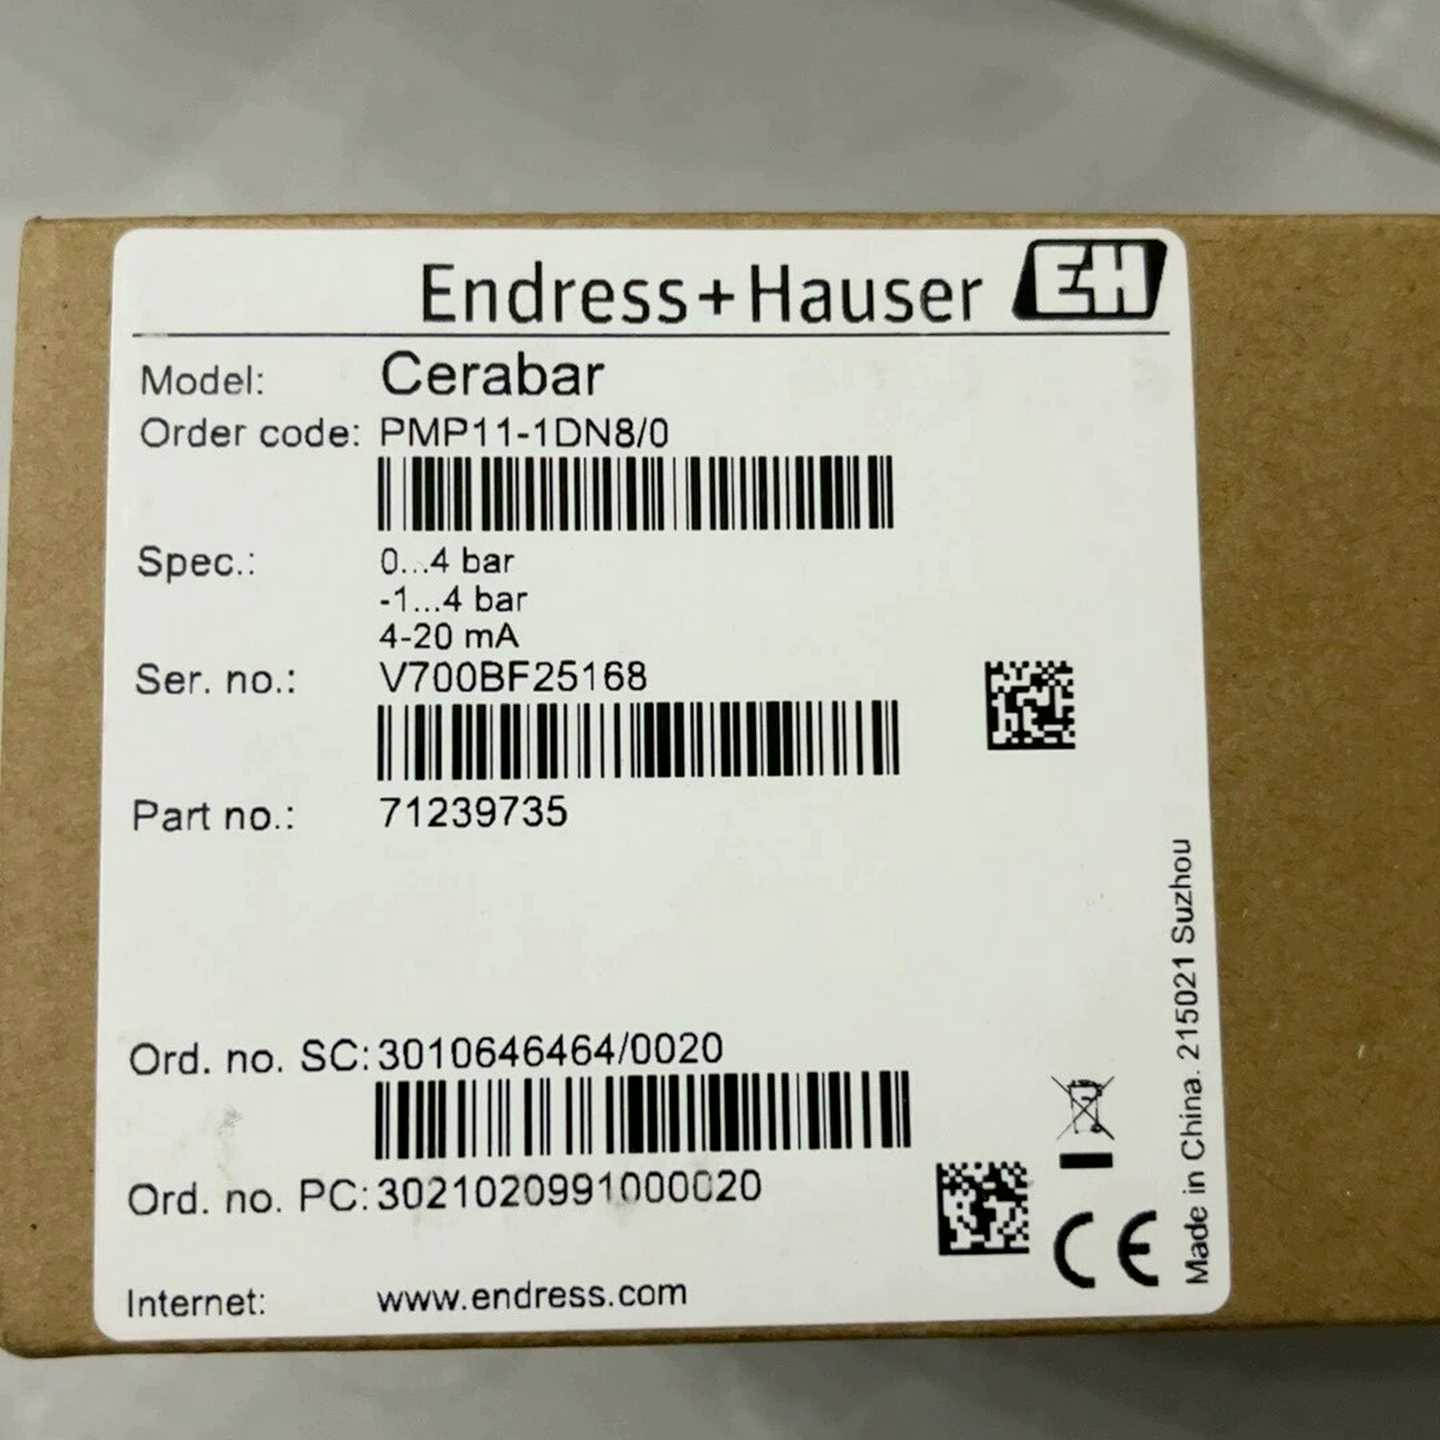 Endress+Hauser EH
Model: Cerabar
Order code: PMP11-1DN8/0
Spec.: 0...4 bar
-1...4 bar
4-20 mA
Ser. no.: V700BF25168
Part no.: 71239735
Ord. no. SC: 3010646464/0020
Ord. no. PC: 3021020991000020
Internet: www.endress.com
CE
Made in China. 215021 Suzhou